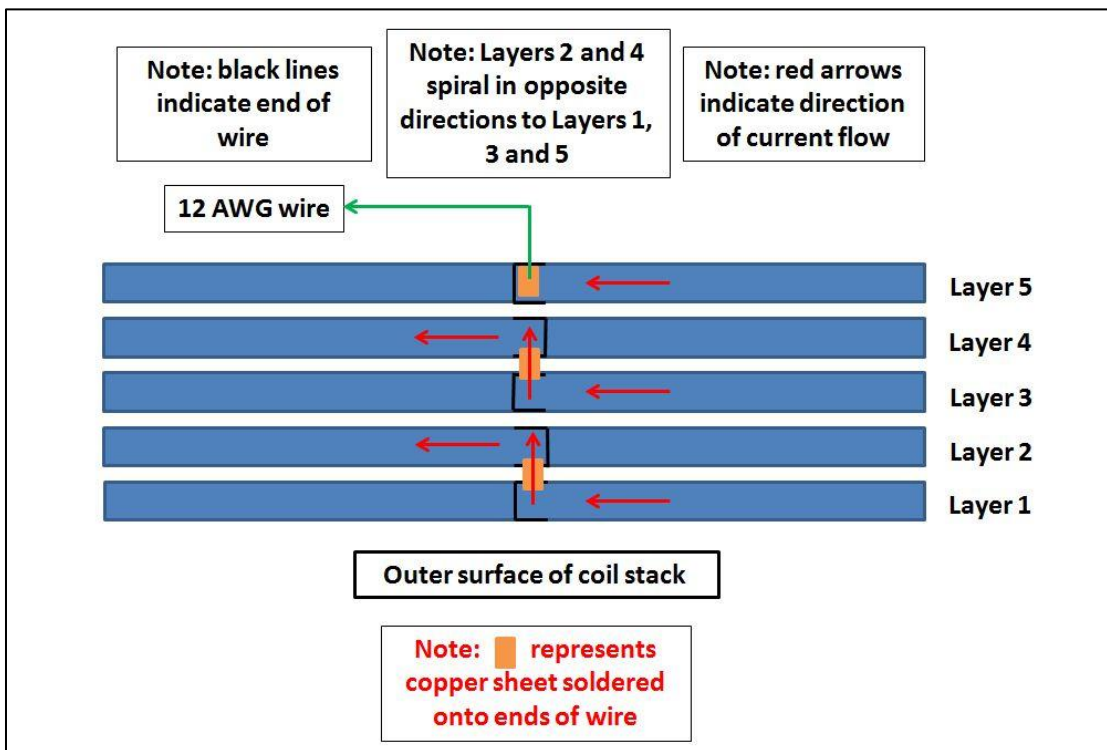 Note: black lines
indicate end of
wire
Note: Layers 2 and 4
spiral in opposite
directions to Layers 1,
3 and 5
Note: red arrows
indicate direction
of current flow
12 AWG wire
Layer 5
Layer 4
Layer 3
Layer 2
Layer 1
Outer surface of coil stack
Note: represents
copper sheet soldered
onto ends of wire